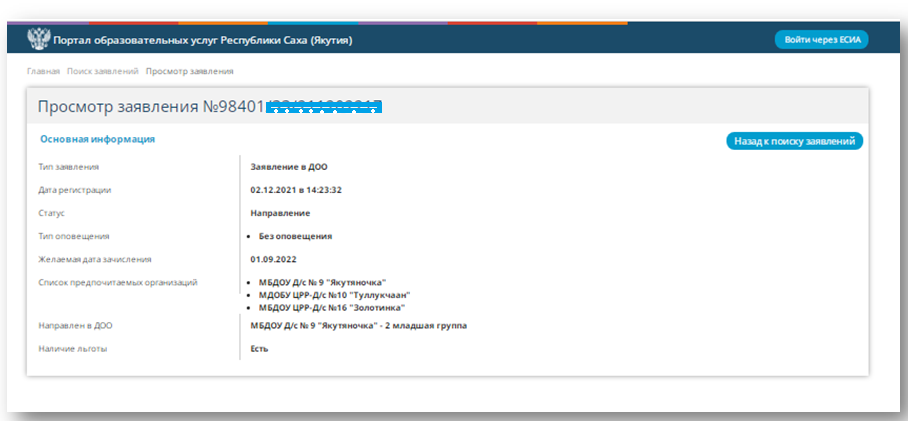 Портал образовательных услуг Республики Саха (Якутия)
Войти через ЕСИА
Главная Поиск заявлений Просмотр заявления
Просмотр заявления №98401
Основная информация
Назад к поиску заявлений
Тип заявления Заявление в ДОО
Дата регистрации 02.12.2021 в 14:23:32
Статус Направление
Тип оповещения • Без оповещения
Желаемая дата зачисления 01.09.2022
Список предпочитаемых организаций • МБДОУ Д/с № 9 "Якутяночка"
• МДОБУ ЦРР-Д/с №10 "Туллукчаан"
• МБДОУ ЦРР-Д/с №16 "Золотинка"
Направлен в ДОО МБДОУ Д/с № 9 "Якутяночка" - 2 младшая группа
Наличие льготы Есть